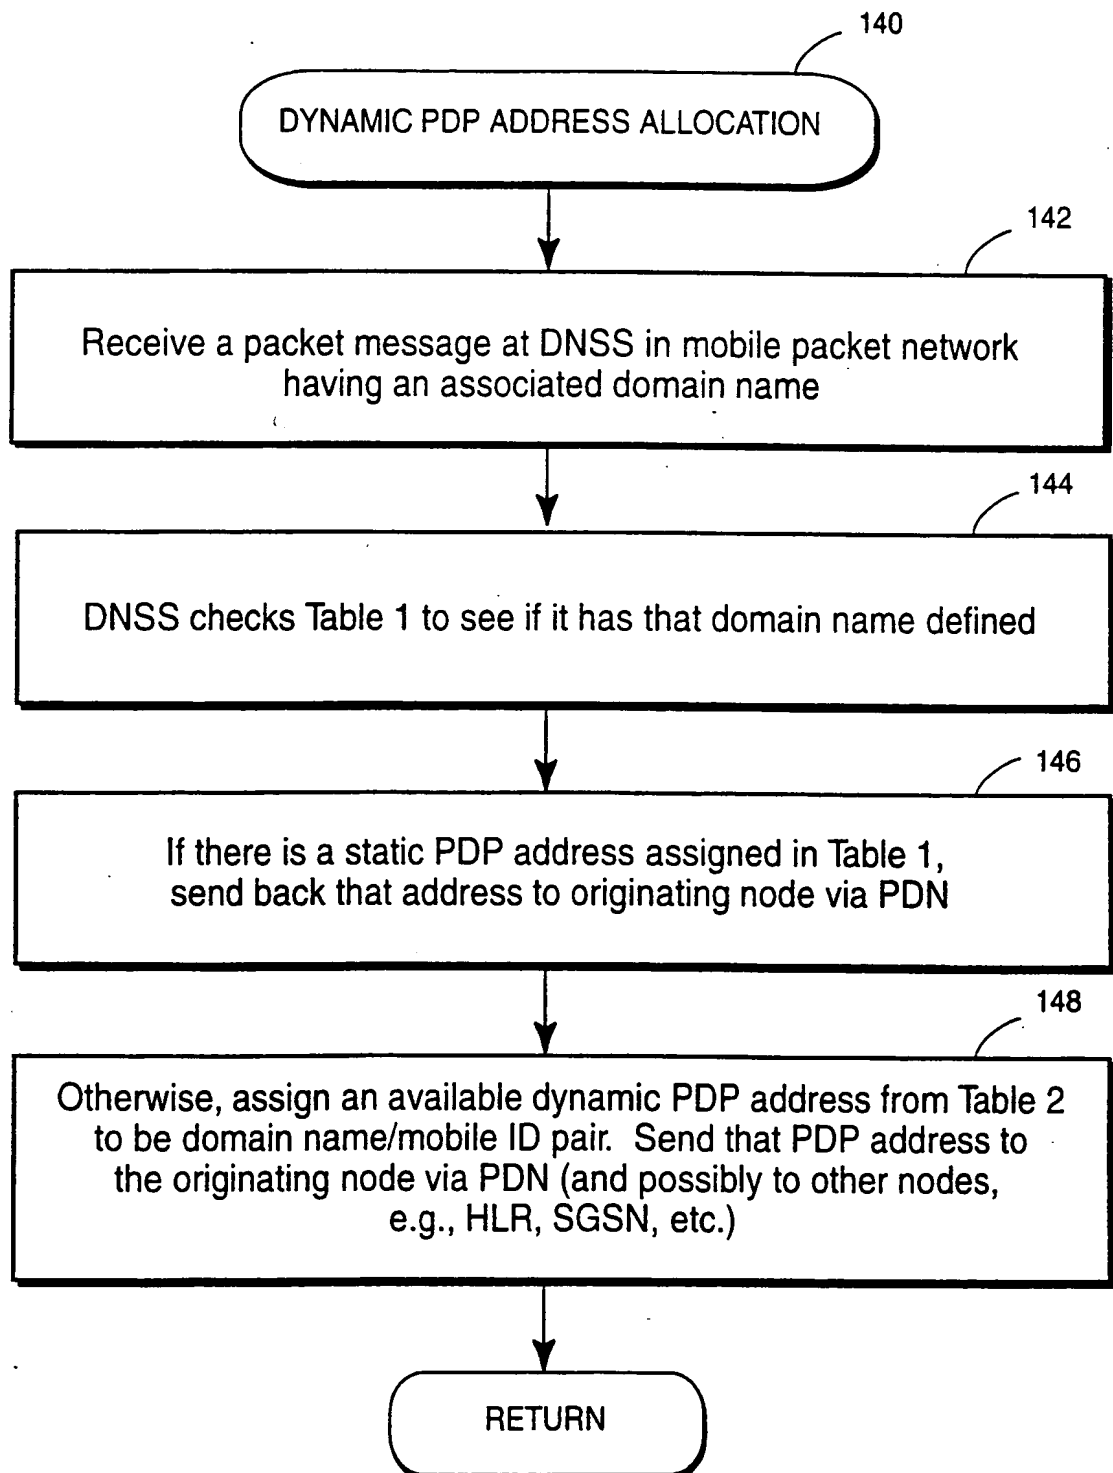 140
DYNAMIC PDP ADDRESS ALLOCATION
142
Receive a packet message at DNSS in mobile packet network
having an associated domain name
144
DNSS checks Table 1 to see if it has that domain name defined
146
If there is a static PDP address assigned in Table 1,
send back that address to originating node via PDN
148
Otherwise, assign an available dynamic PDP address from Table 2
to be domain name/mobile ID pair. Send that PDP address to
the originating node via PDN (and possibly to other nodes,
e.g., HLR, SGSN, etc.)
RETURN